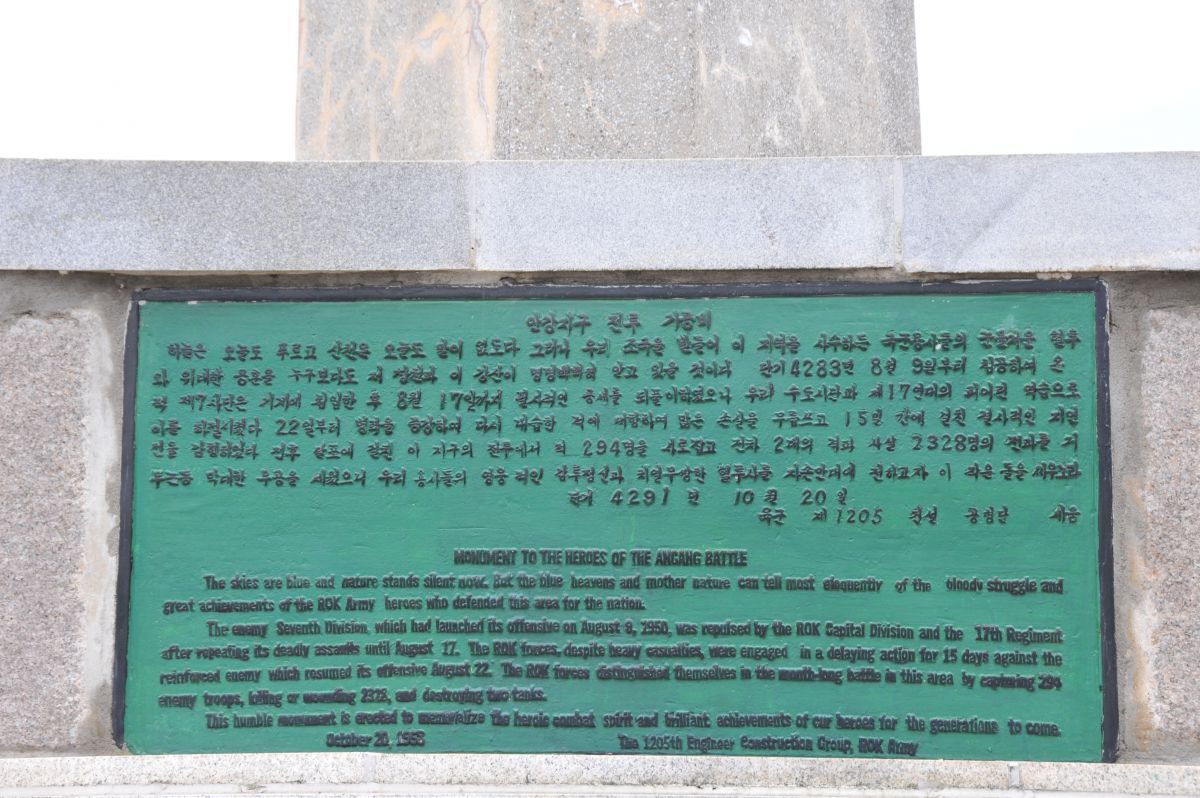 안강지구 전투 기공비
하늘은 오늘도 푸르고 산천은 오늘도 말이 없도다 그러나 우리 조국을 받들어 이 지역을 사수하든 국군용사들의 혈투
와 위대한 공훈을 누구보다도 저 창천과 이 강산이 명명백백히 알고 있을 것이다 단기 4283년 8월 9일부터 침공하여 온
적 제7사단은 기계에 침입한 후 8월 17일까지 결사적인 공세를 되풀이하였으나 우리 수도사단과 제17연대의 역습으로
이를 격퇴시켰다 22일부터 병력을 증강하여 다시 내습한 적에 대항하여 많은 손실을 무릅쓰고 15일 간에 걸친 결사적인 지연
전을 감행하였다 전후 달포에 걸친 이 지구의 전투에서 적 294명을 사로잡고 전차 2대의 격파 사살 2328명의 전과를 거
두는등 막대한 무공을 세웠으니 우리 용사들의 영웅적인 감투정신과 치열무쌍한 혈투사를 자손만대에 전하고자 이 작은 돌을 세우노라
단기 4291년 10월 20일
육군 제1205 건설 공병단 세움
MONUMENT TO THE HEROES OF THE ANGANG BATTLE
The skies are blue and nature stands silent now. But the blue heavens and mother nature can tell most eloquently of the bloody struggle and
great achievements of the ROK Army heroes who defended this area for the nation.
The enemy Seventh Division, which had launched its offensive on August 9, 1950, was repulsed by the ROK Capital Division and the 17th Regiment
after repeating its deadly assaults until August 17. The ROK forces, despite heavy casualties, were engaged in a delaying action for 15 days against the
reinforced enemy which resumed its offensive August 22. The ROK forces distinguished themselves in the month-long battle in this area by capturing 294
enemy troops, killing or wounding 2328, and destroying two tanks.
This humble monument is erected to memorialize the heroic combat spirit and brilliant achievements of our heroes for the generations to come.
October 20, 1958
The 1205th Engineer Construction Group, ROK Army